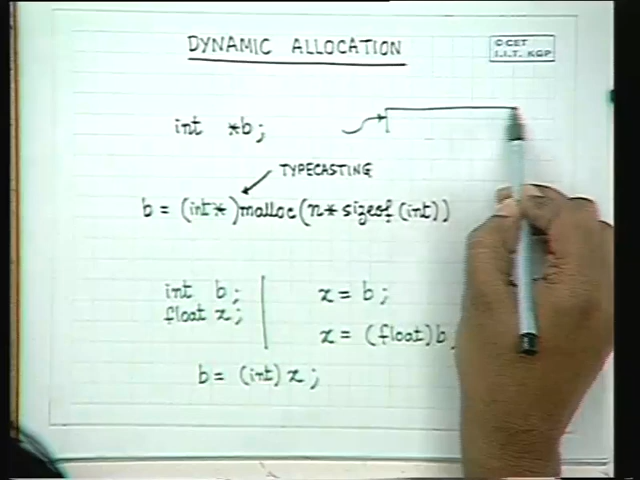 DYNAMIC ALLOCATION
© CET
I.I.T. KGP
int *b;
TYPECASTING
b = (int*)malloc(n* sizeof(int))
int b; x = b;
float x;
x = (float)b
b = (int) x;